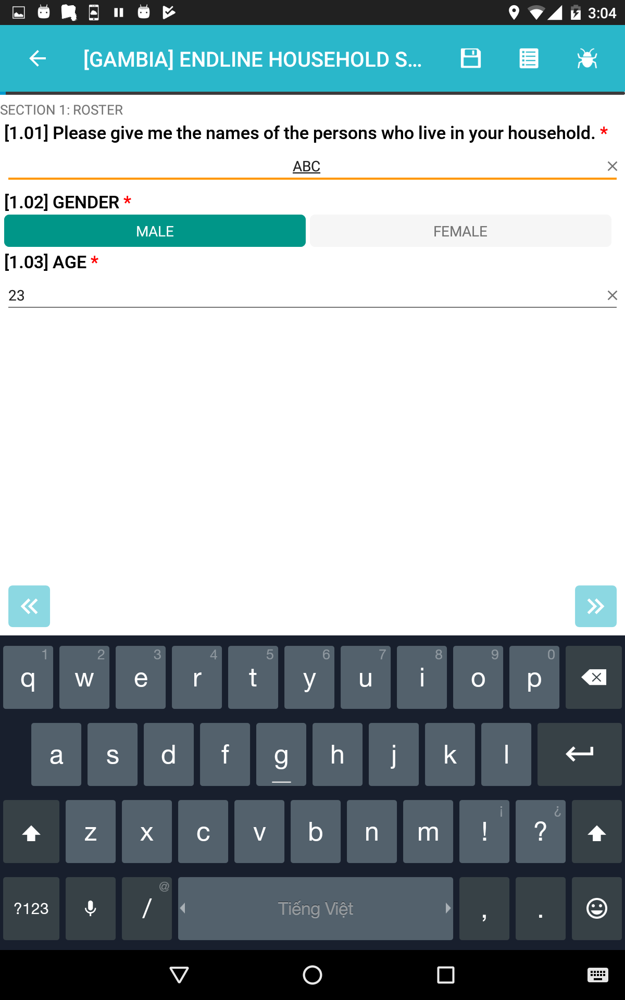 3:04
[GAMBIA] ENDLINE HOUSEHOLD S...
SECTION 1: ROSTER
[1.01] Please give me the names of the persons who live in your household. *
ABC
[1.02] GENDER *
MALE FEMALE
[1.03] AGE *
23
1 2 3 4 5 6 7 8 9 0
q w e r t y u i o p
a s d f g h j k l
¡ ¿
z x c v b n m ! ?
@
?123 / Tiếng Việt , .